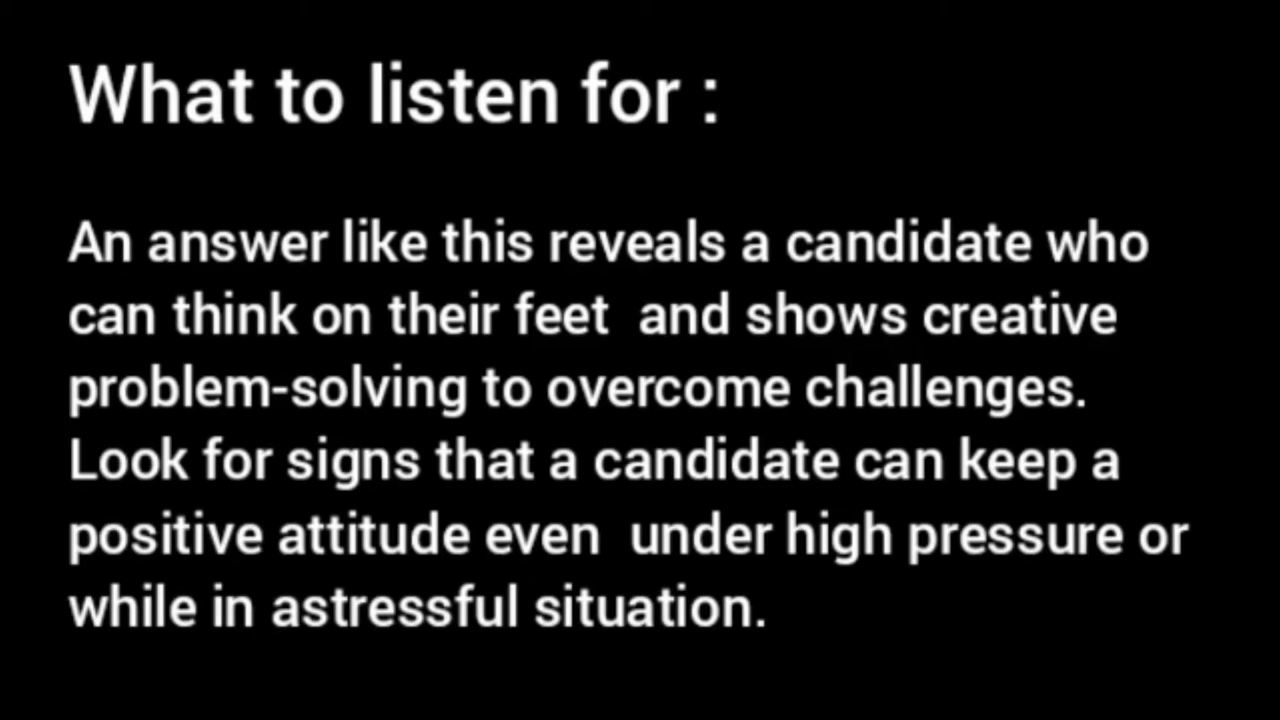 What to listen for :
An answer like this reveals a candidate who
can think on their feet  and shows creative
problem-solving to overcome challenges.
Look for signs that a candidate can keep a
positive attitude even  under high pressure or
while in astressful situation.